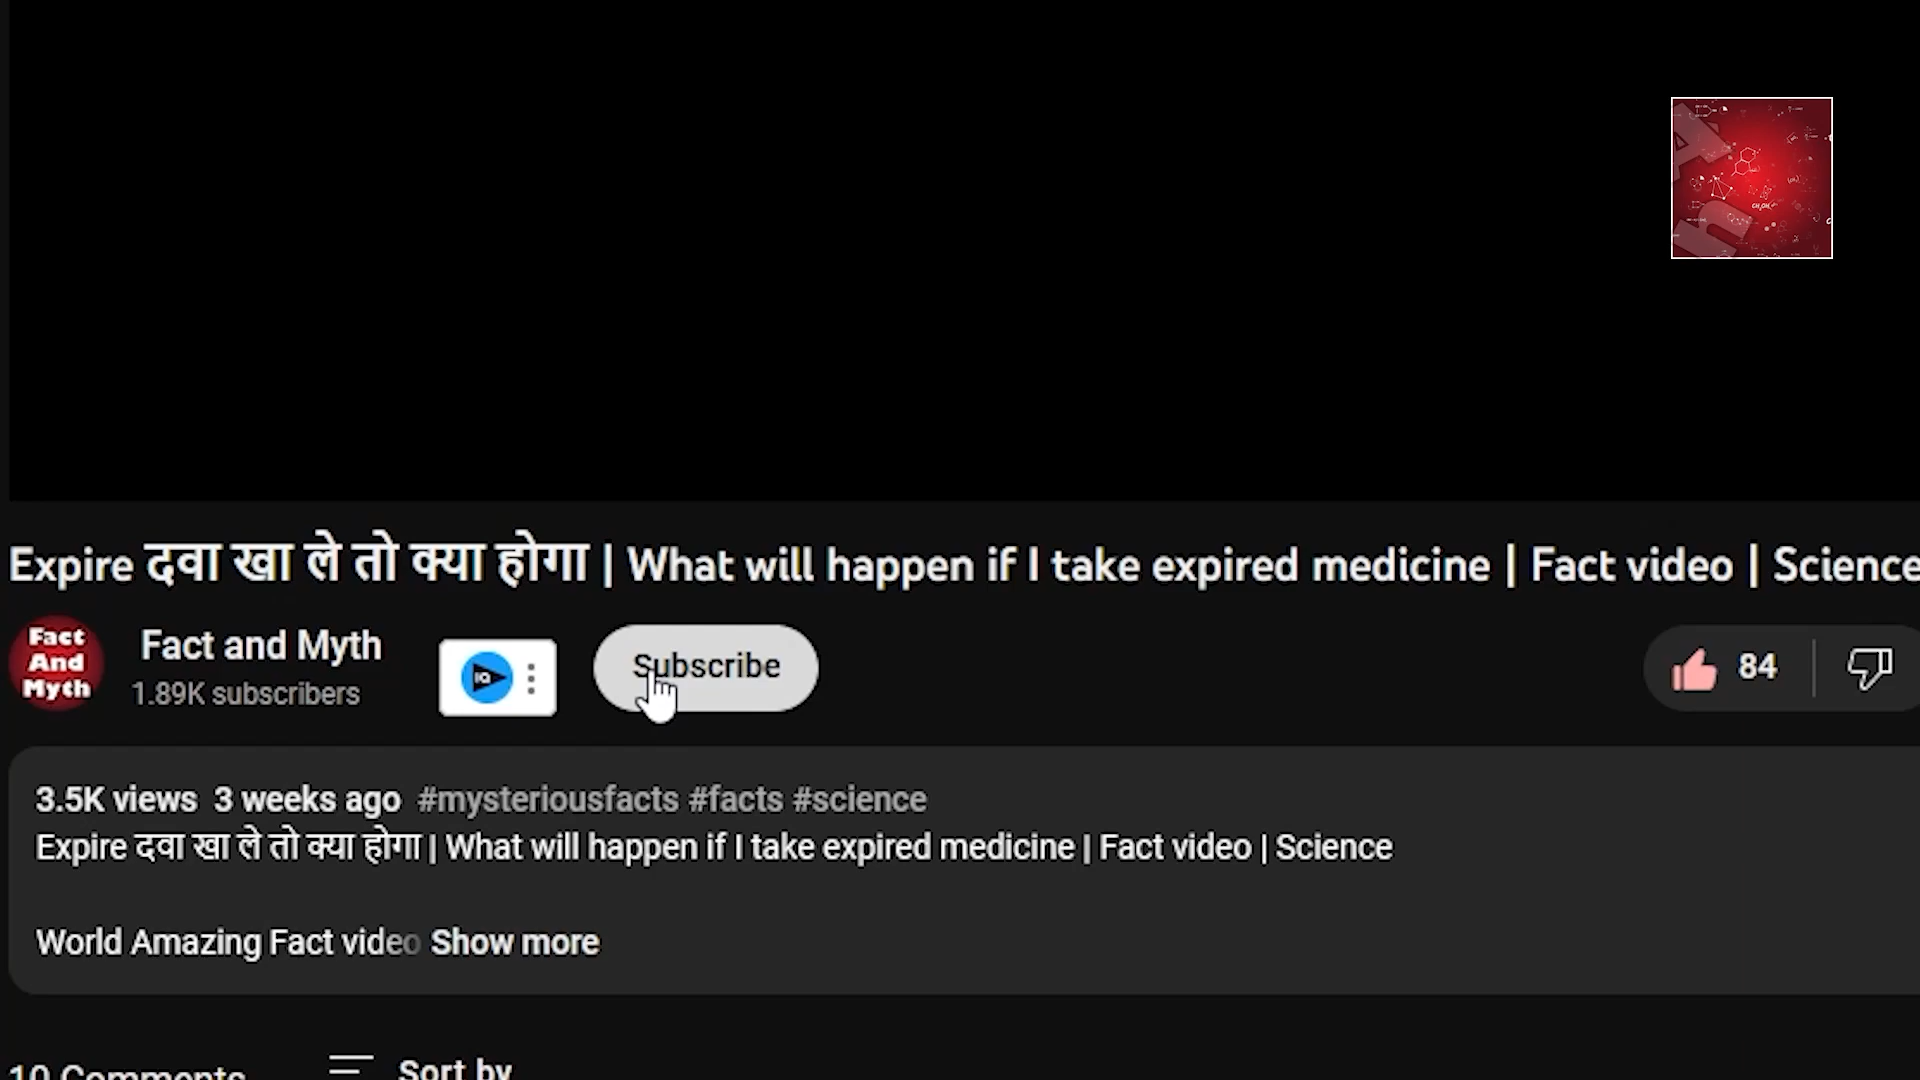 Expire दवा खा ले तो क्या होगा | What will happen if I take expired medicine | Fact video | Science
Fact
And
Myth
Fact and Myth
1.89K subscribers
IQ
Subscribe
84
3.5K views 3 weeks ago #mysteriousfacts #facts #science
Expire दवा खा ले तो क्या होगा | What will happen if I take expired medicine | Fact video | Science
World Amazing Fact video Show more
10 Comments
Sort by